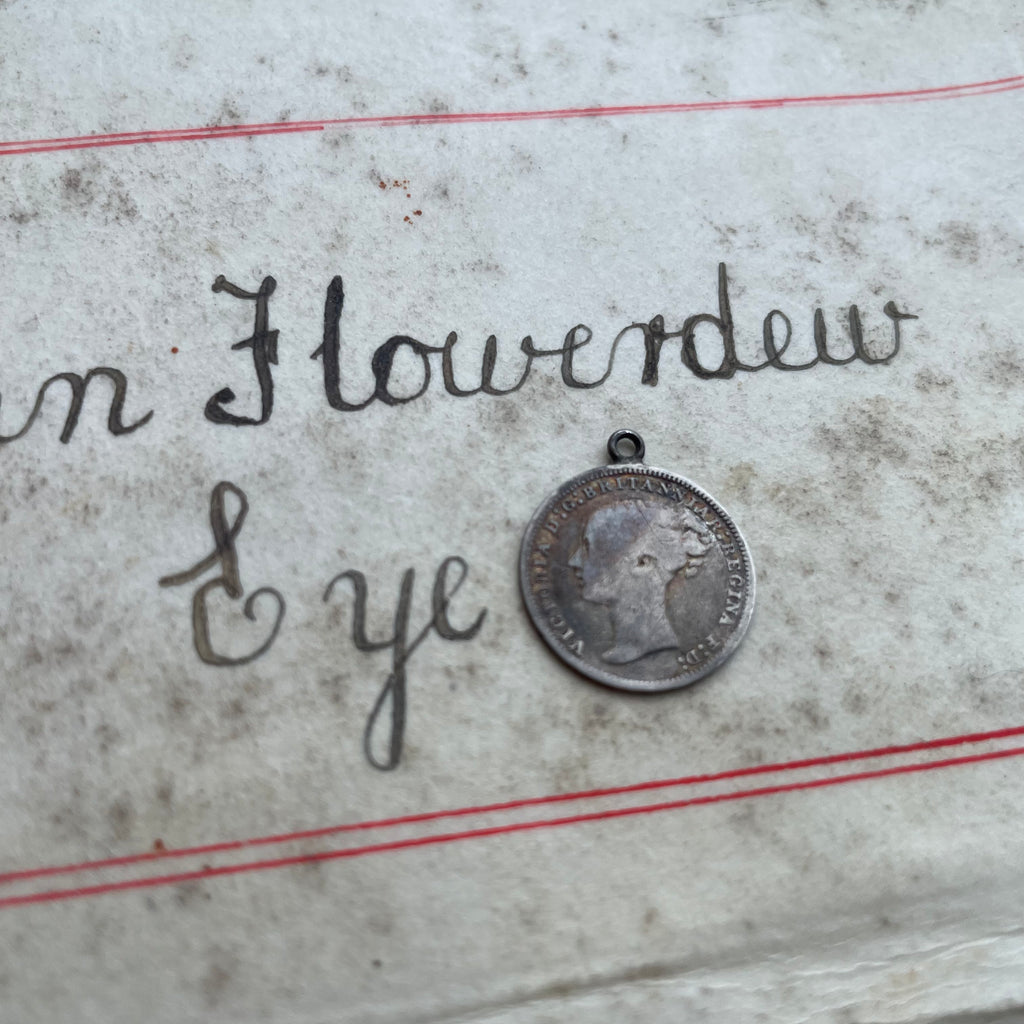 n Flowerdew
Eye
VICTORIA D:G: BRITANNIAR: REGINA F:D: